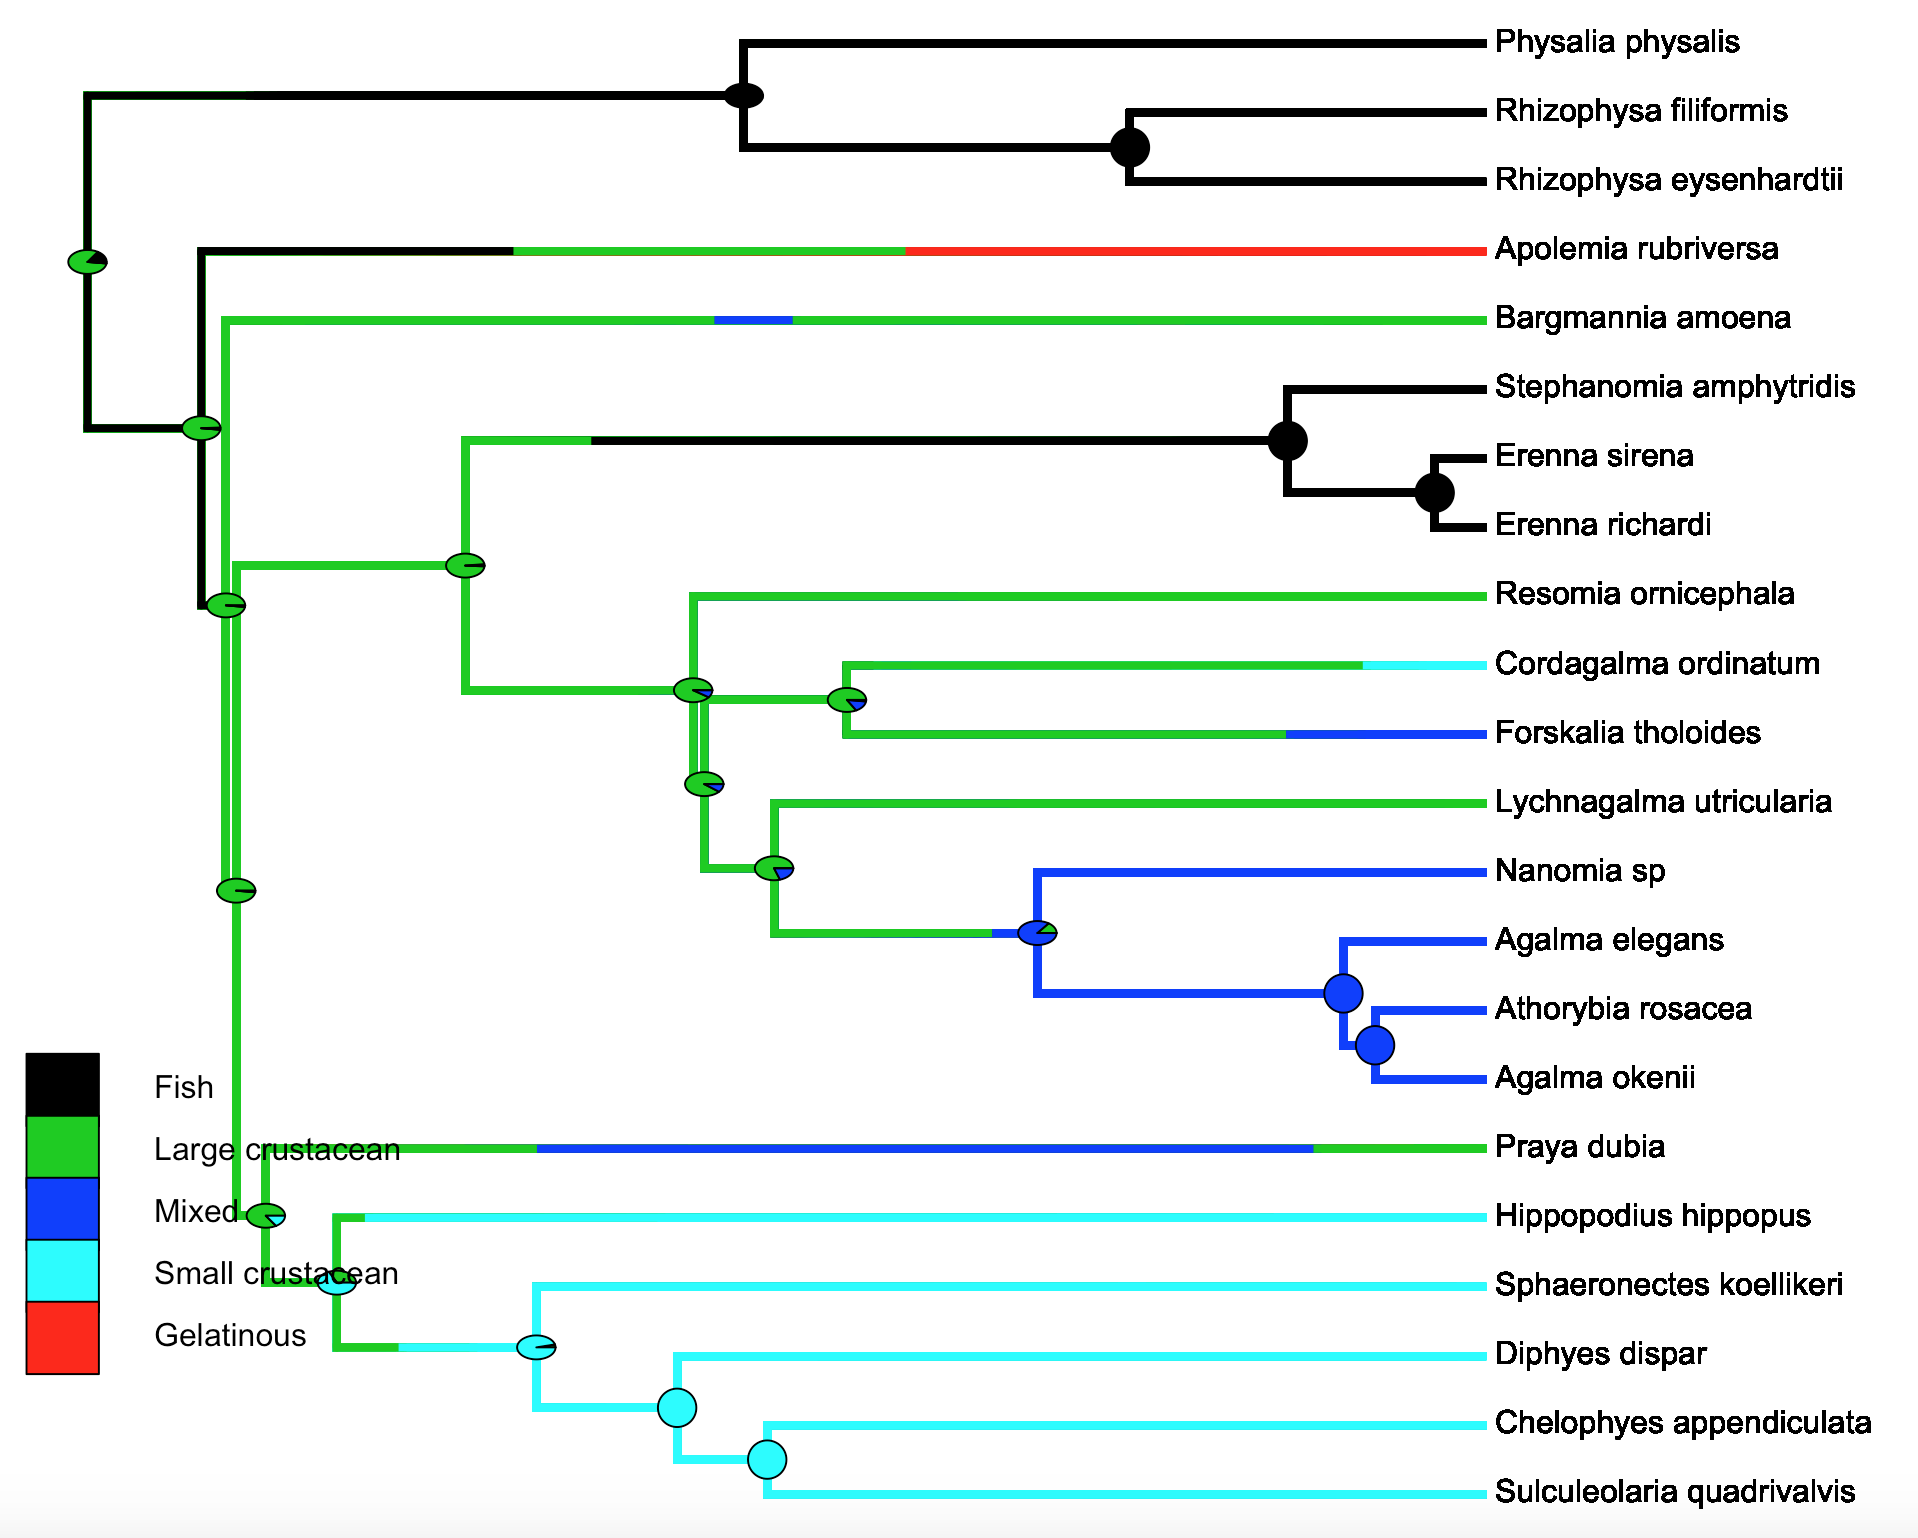 Physalia physalis
Rhizophysa filiformis
Rhizophysa eysenhardtii
Apolemia rubriversa
Bargmannia amoena
Stephanomia amphytridis
Erenna sirena
Erenna richardi
Resomia ornicephala
Cordagalma ordinatum
Forskalia tholoides
Lychnagalma utricularia
Nanomia sp
Agalma elegans
Athorybia rosacea
Agalma okenii
Praya dubia
Hippopodius hippopus
Sphaeronectes koellikeri
Diphyes dispar
Chelophyes appendiculata
Sulculeolaria quadrivalvis
Fish
Large crustacean
Mixed
Small crustacean
Gelatinous